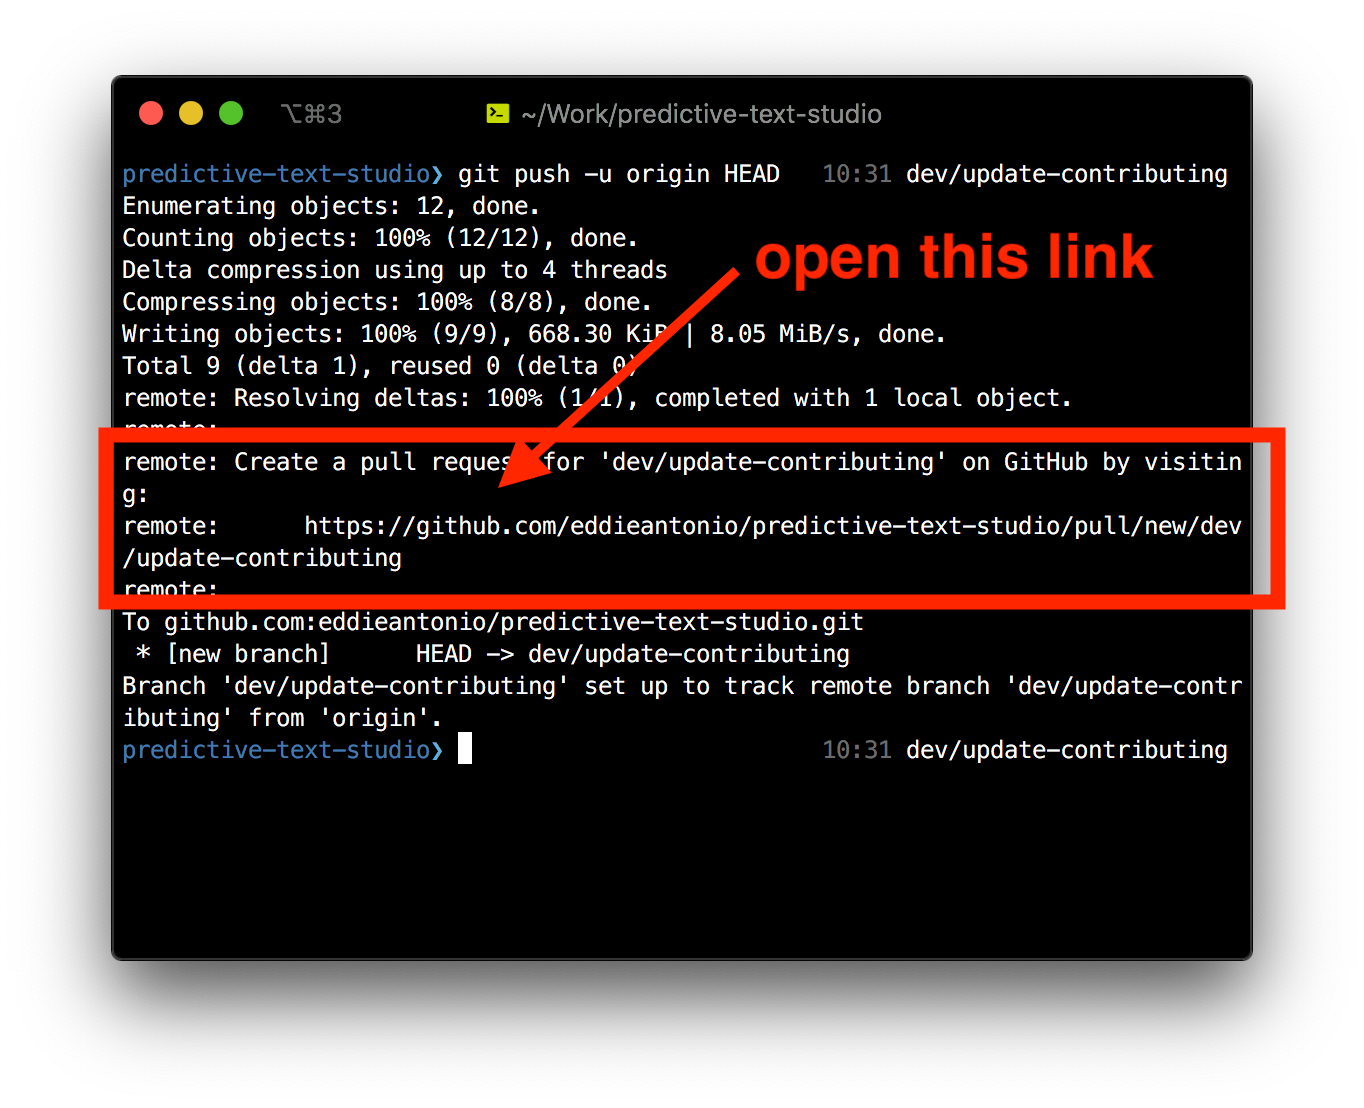 ⌥⌘3 ~/Work/predictive-text-studio
predictive-text-studio❯ git push -u origin HEAD 10:31 dev/update-contributing
Enumerating objects: 12, done.
Counting objects: 100% (12/12), done.
open this link
Delta compression using up to 4 threads
Compressing objects: 100% (8/8), done.
Writing objects: 100% (9/9), 668.30 KiB | 8.05 MiB/s, done.
Total 9 (delta 1), reused 0 (delta 0)
remote: Resolving deltas: 100% (1/1), completed with 1 local object.
remote:
remote: Create a pull request for 'dev/update-contributing' on GitHub by visitin
g:
remote:      https://github.com/eddieantonio/predictive-text-studio/pull/new/dev
/update-contributing
remote:
To github.com:eddieantonio/predictive-text-studio.git
 * [new branch]      HEAD -> dev/update-contributing
Branch 'dev/update-contributing' set up to track remote branch 'dev/update-contr
ibuting' from 'origin'.
predictive-text-studio❯ 10:31 dev/update-contributing